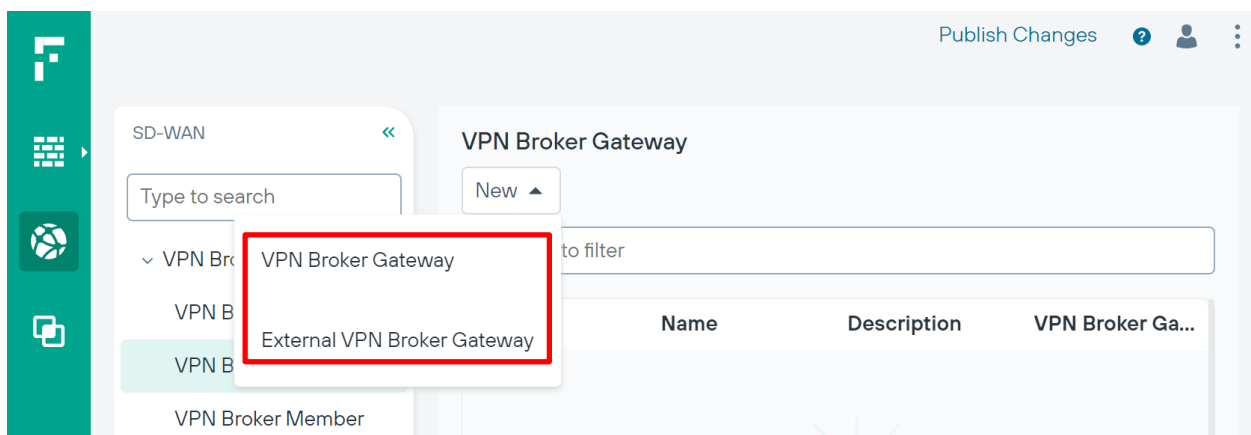 Publish Changes
SD-WAN
VPN Broker Gateway
Type to search
New
VPN Bro
VPN Broker Gateway
to filter
VPN B
External VPN Broker Gateway
Name
Description
VPN Broker Ga...
VPN B
VPN Broker Member